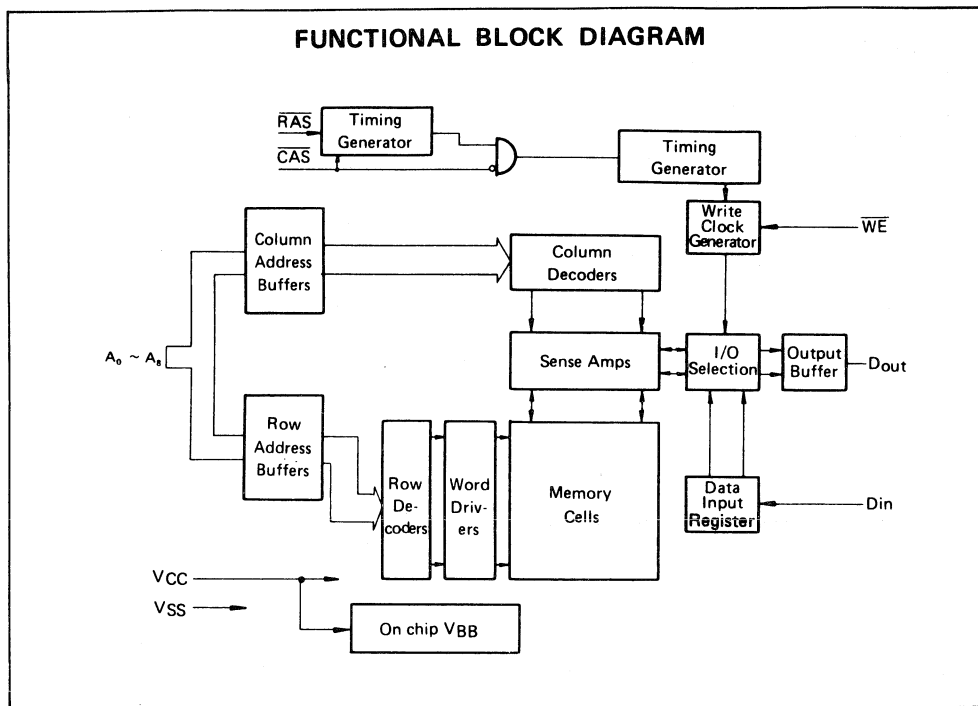 FUNCTIONAL BLOCK DIAGRAM
RAS
Timing
Generator
CAS
Timing
Generator
Write
Clock
Generator
WE
Column
Address
Buffers
Column
Decoders
A₀ ~ A₈
Sense Amps
I/O
Selection
Output
Buffer
Dout
Row
Address
Buffers
Row
De-
coders
Word
Driv-
ers
Memory
Cells
Data
Input
Register
Din
VCC
VSS
On chip VBB